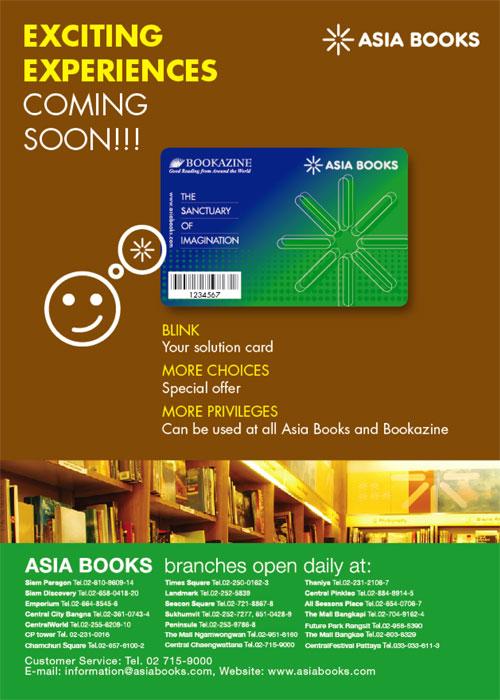 EXCITING
EXPERIENCES
COMING
SOON!!!
ASIA BOOKS
BOOKAZINE
Good Reading from Around the World
ASIA BOOKS
www.asiabooks.com
THE
SANCTUARY
OF
IMAGINATION
1234567
BLINK
Your solution card
MORE CHOICES
Special offer
MORE PRIVILEGES
Can be used at all Asia Books and Bookazine
ASIA BOOKS branches open daily at:
Siam Paragon Tel.02-610-9609-14
Siam Discovery Tel.02-658-0418-20
Emporium Tel.02-664-8545-6
Central City Bangna Tel.02-361-0743-4
CentralWorld Tel.02-255-6209-10
CP tower Tel. 02-231-0016
Chamchuri Square Tel.02-657-6100-2
Times Square Tel.02-250-0162-3
Landmark Tel.02-252-5839
Seacon Square Tel.02-721-8867-8
Sukhumvit Tel.02-252-7277, 651-0428-9
Peninsula Tel.02-253-9786-8
The Mall Ngamwongwan Tel.02-951-6160
Central Chaengwattana Tel.02-715-9000
Thaniya Tel.02-231-2106-7
Central Pinklao Tel.02-884-9914-5
All Seasons Place Tel.02-654-0706-7
The Mall Bangkapi Tel.02-704-9162-4
Future Park Rangsit Tel.02-958-5390
The Mall Bangkae Tel.02-803-8329
CentralFestival Pattaya Tel.033-033-611-3
Customer Service: Tel. 02 715-9000
E-mail: information@asiabooks.com, Website: www.asiabooks.com